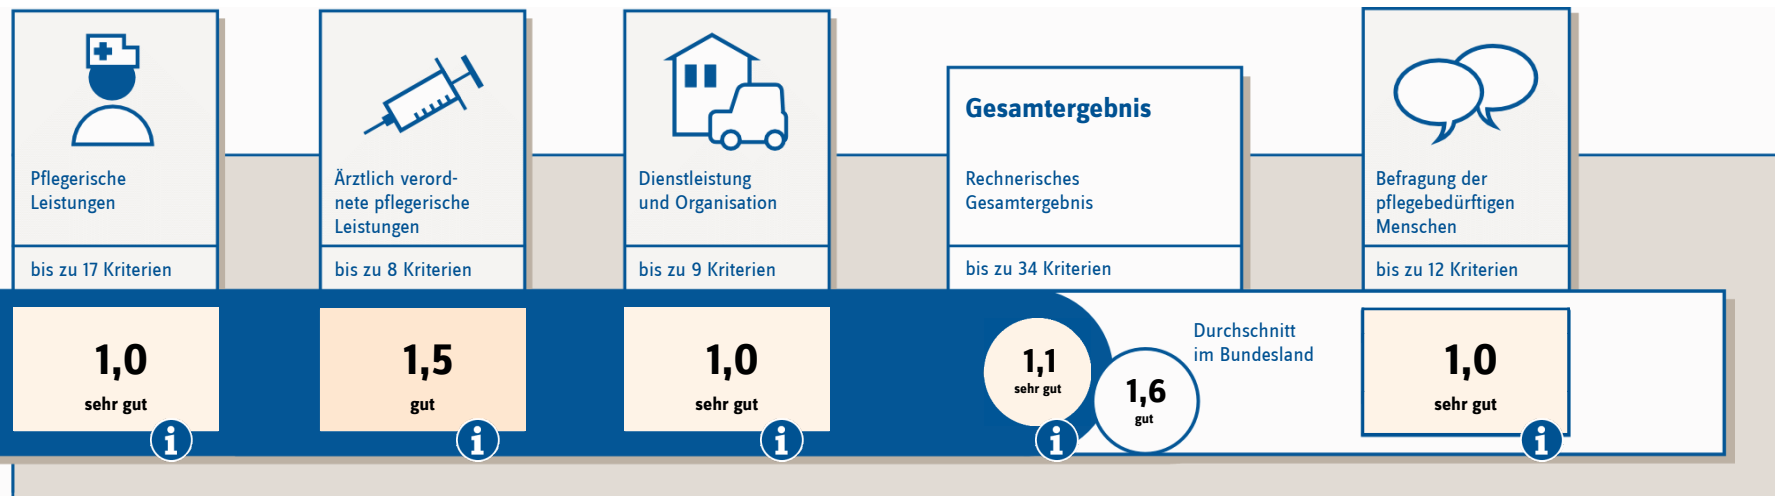 Pflegerische
Leistungen
bis zu 17 Kriterien
1,0
sehr gut
Ärztlich verord-
nete pflegerische
Leistungen
bis zu 8 Kriterien
1,5
gut
Dienstleistung
und Organisation
bis zu 9 Kriterien
1,0
sehr gut
Gesamtergebnis
Rechnerisches
Gesamtergebnis
bis zu 34 Kriterien
1,1
sehr gut
1,6
gut
Durchschnitt
im Bundesland
Befragung der
pflegebedürftigen
Menschen
bis zu 12 Kriterien
1,0
sehr gut